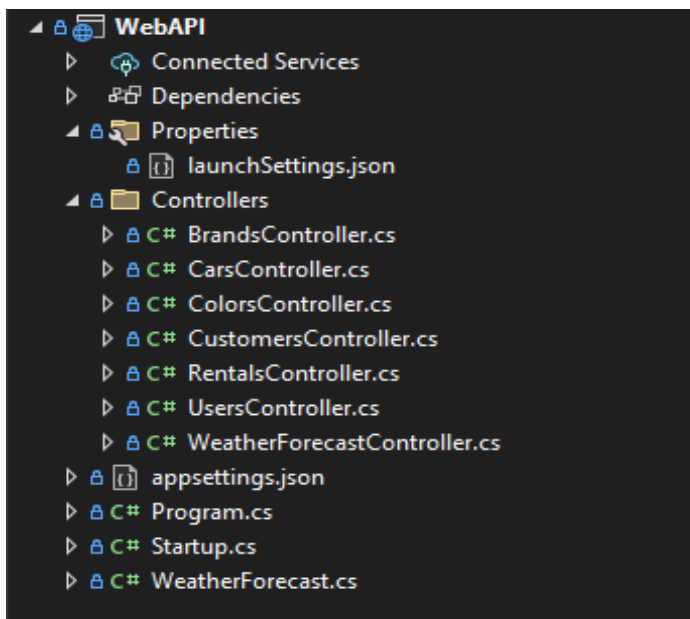 WebAPI
Connected Services
Dependencies
Properties
{} launchSettings.json
Controllers
C# BrandsController.cs
C# CarsController.cs
C# ColorsController.cs
C# CustomersController.cs
C# RentalsController.cs
C# UsersController.cs
C# WeatherForecastController.cs
{} appsettings.json
C# Program.cs
C# Startup.cs
C# WeatherForecast.cs